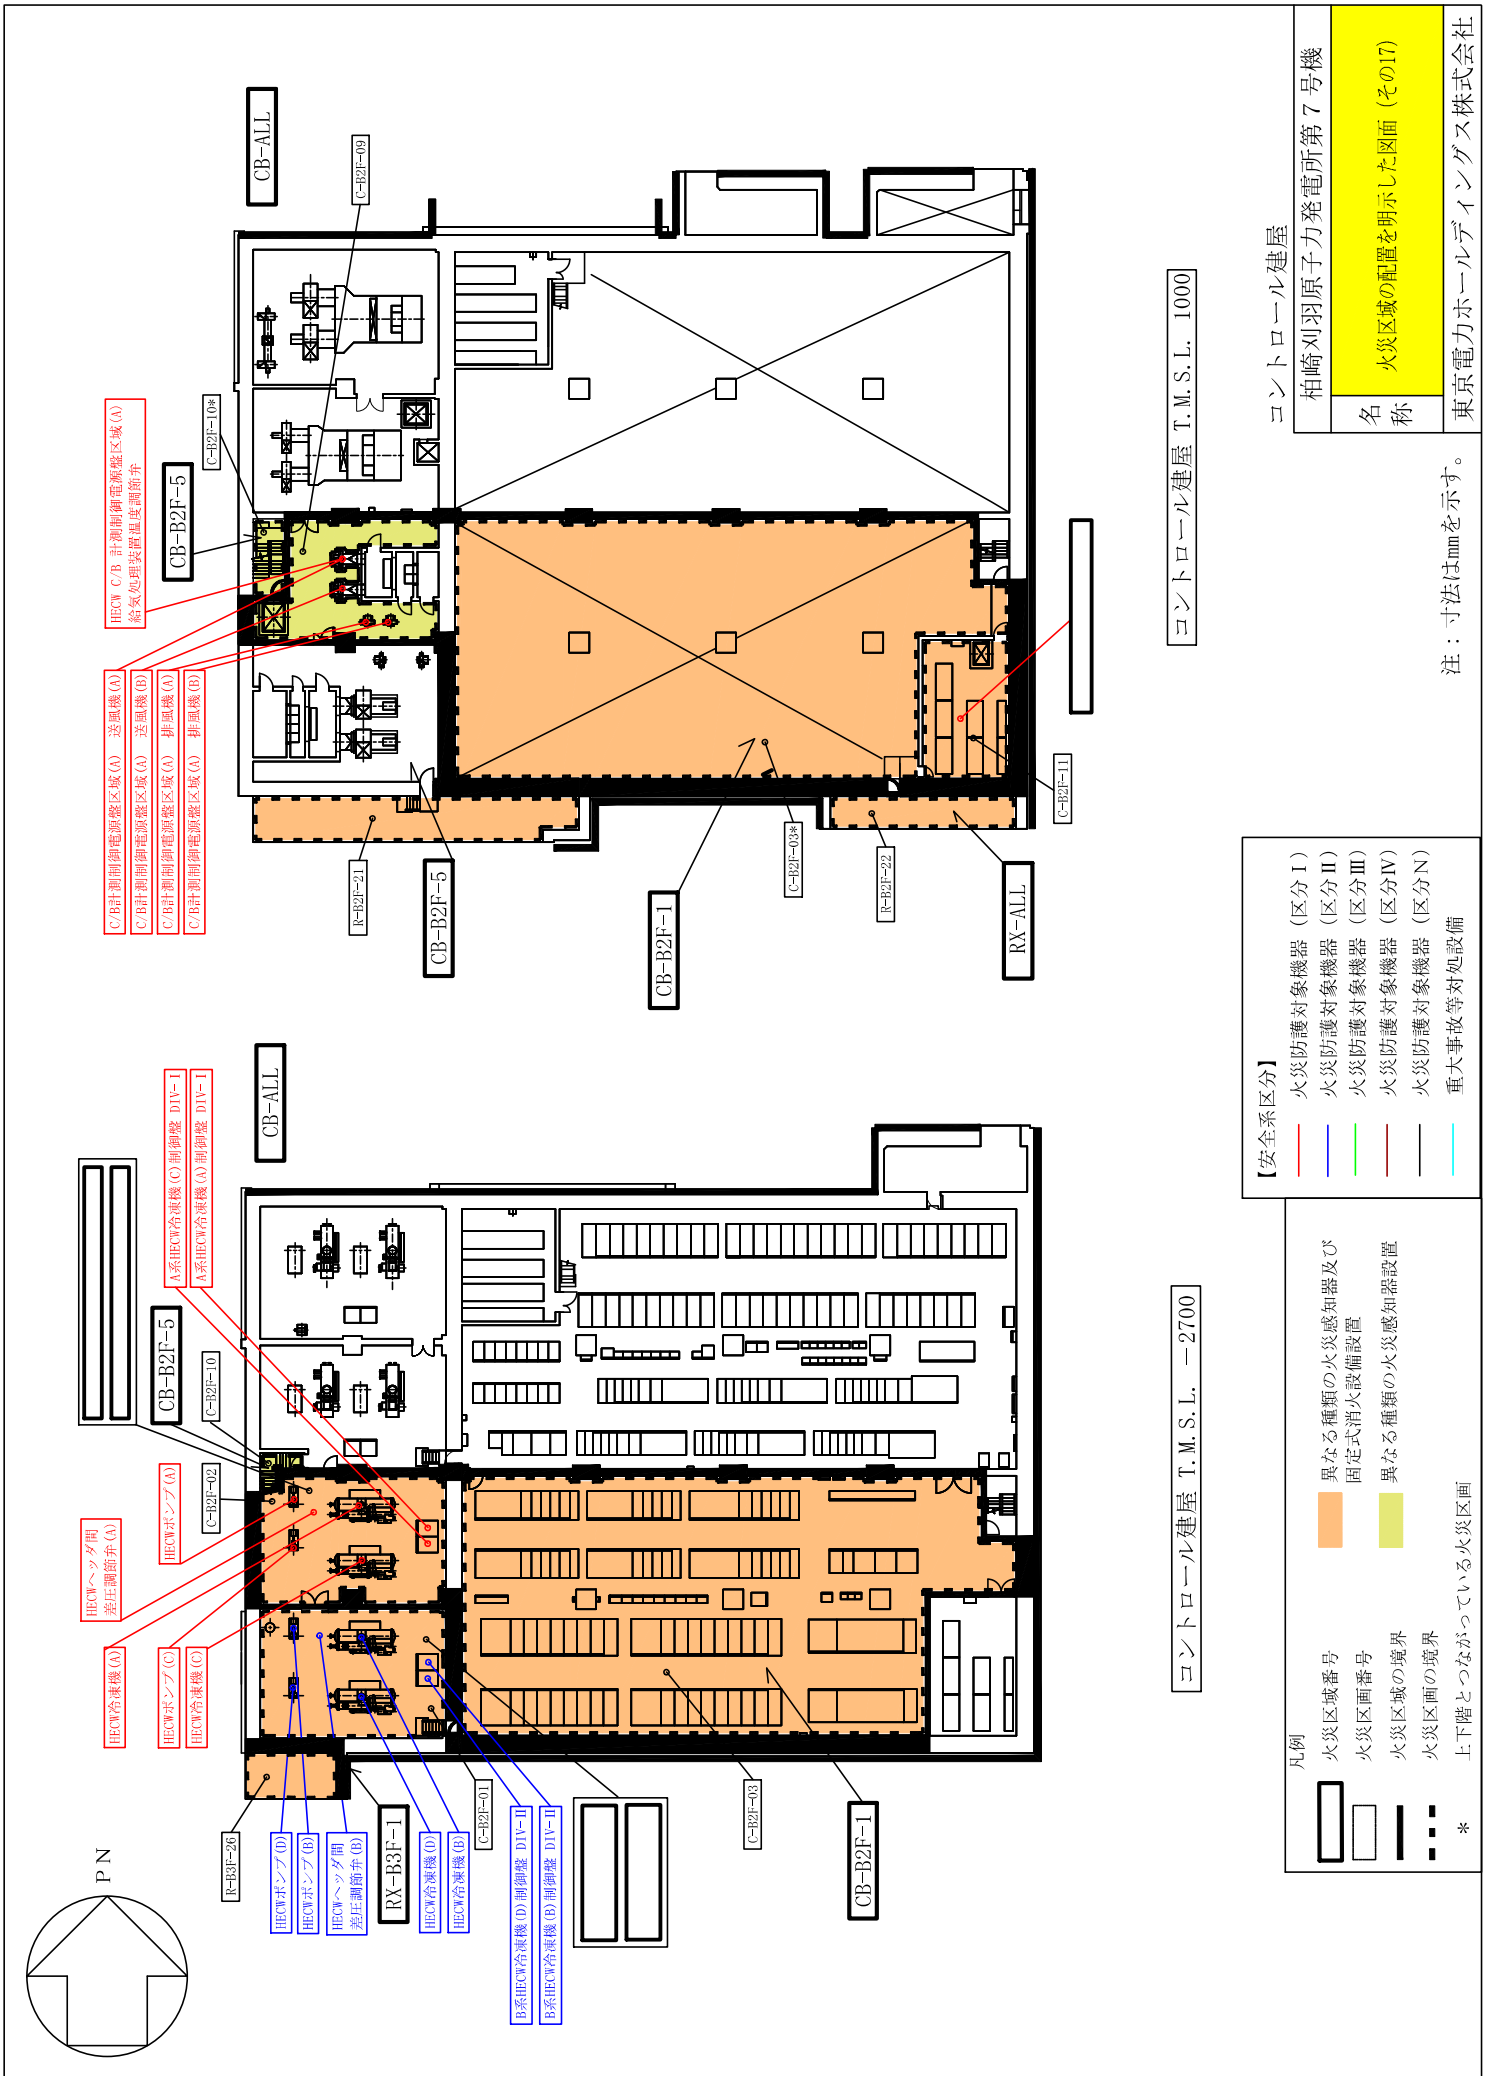 PN
R-B3F-26
HECWポンプ(D)
HECWポンプ(B)
HECWヘッダ間
差圧調節弁(B)
RX-B3F-1
HECW冷凍機(D)
HECW冷凍機(B)
C-B2F-01
B系HECW冷凍機(D)制御盤 DIV-II
B系HECW冷凍機(B)制御盤 DIV-II
C-B2F-03
CB-B2F-1
HECW冷凍機(A)
HECWポンプ(C)
HECW冷凍機(C)
HECWヘッダ間
差圧調節弁(A)
HECWポンプ(A)
C-B2F-02
C-B2F-10
CB-B2F-5
A系HECW冷凍機(C)制御盤 DIV-I
A系HECW冷凍機(A)制御盤 DIV-I
CB-ALL
コントロール建屋 T.M.S.L. －2700
C/B計測制御電源盤区域(A) 送風機(A)
C/B計測制御電源盤区域(A) 送風機(B)
C/B計測制御電源盤区域(A) 排風機(A)
C/B計測制御電源盤区域(A) 排風機(B)
HECW C/B 計測制御電源盤区域(A)
給気処理装置温度調節弁
CB-B2F-5
C-B2F-10*
CB-ALL
C-B2F-09
R-B2F-21
CB-B2F-5
CB-B2F-1
C-B2F-03*
R-B2F-22
RX-ALL
C-B2F-11
コントロール建屋 T.M.S.L. 1000
凡例
火災区域番号
火災区画番号
火災区域の境界
火災区画の境界
* 上下階とつながっている火災区画
異なる種類の火災感知器及び
固定式消火設備設置
異なる種類の火災感知器設置
【安全系区分】
火災防護対象機器（区分Ⅰ）
火災防護対象機器（区分Ⅱ）
火災防護対象機器（区分Ⅲ）
火災防護対象機器（区分Ⅳ）
火災防護対象機器（区分Ｎ）
重大事故等対処設備
注：寸法はmmを示す。
コントロール建屋
柏崎刈羽原子力発電所第７号機
名称
火災区域の配置を明示した図面（その17）
東京電力ホールディングス株式会社